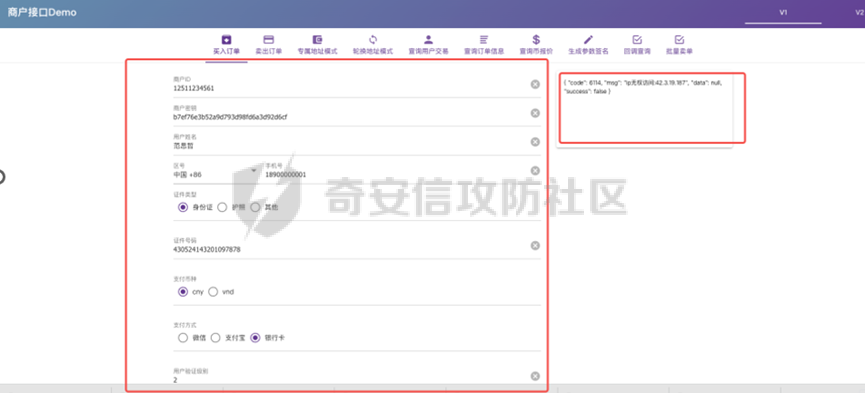 商户接口Demo
V1
V2
买入订单
卖出订单
专属地址模式
轮换地址模式
查询用户交易
查询订单信息
查询币报价
生成参数签名
回调查询
批量卖单
商户ID
12511234561
商户密钥
b7ef76e3b52a9d793d98fd6a3d92d6cf
用户姓名
范思哲
区号
中国 +86
手机号
18900000001
证件类型
身份证
护照
其他
证件号码
430524143201097878
支付币种
cny
vnd
支付方式
微信
支付宝
银行卡
用户验证级别
2
{ "code": 6114, "msg": "ip无权访问:42.3.19.187", "data": null,
"success": false }
奇安信攻防社区